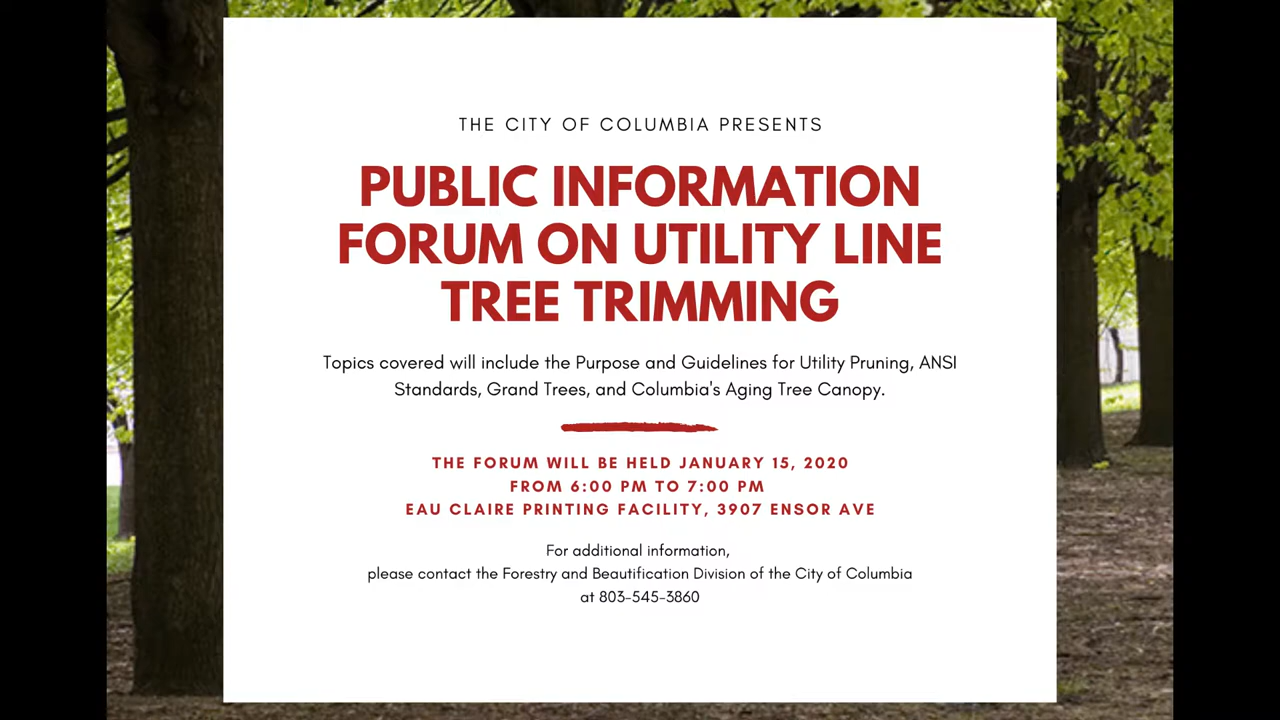 THE CITY OF COLUMBIA PRESENTS
PUBLIC INFORMATION
FORUM ON UTILITY LINE
TREE TRIMMING
Topics covered will include the Purpose and Guidelines for Utility Pruning, ANSI
Standards, Grand Trees, and Columbia's Aging Tree Canopy.
THE FORUM WILL BE HELD JANUARY 15, 2020
FROM 6:00 PM TO 7:00 PM
EAU CLAIRE PRINTING FACILITY, 3907 ENSOR AVE
For additional information,
please contact the Forestry and Beautification Division of the City of Columbia
at 803-545-3860